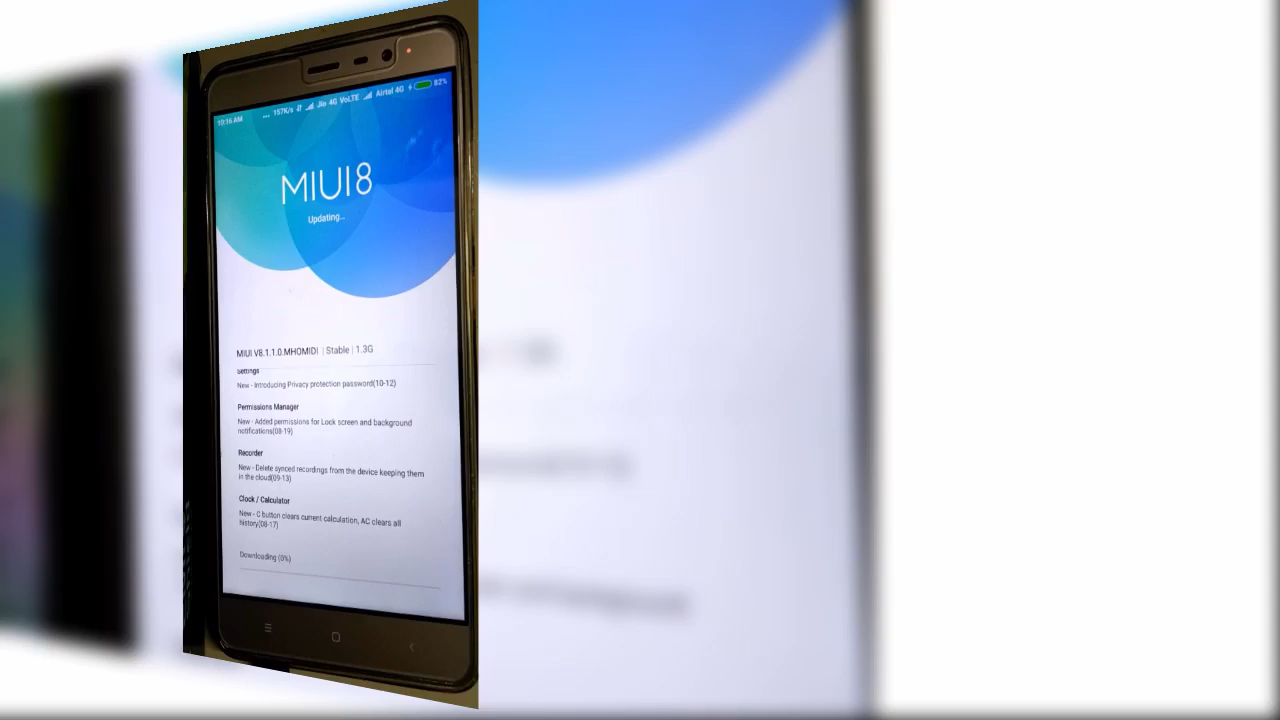 10:16 AM ... 157K/s Jio 4G VoLTE Airtel 4G 82%
MIUI 8
Updating...
MIUI V8.1.1.0.MHOMIDI | Stable | 1.3G
Settings
New - Introducing Privacy protection password(10-12)
Permissions Manager
New - Added permissions for Lock screen and background
notifications(08-19)
Recorder
New - Delete synced recordings from the device keeping them
in the cloud(09-13)
Clock / Calculator
New - C button clears current calculation, AC clears all
history(08-17)
Downloading (0%)